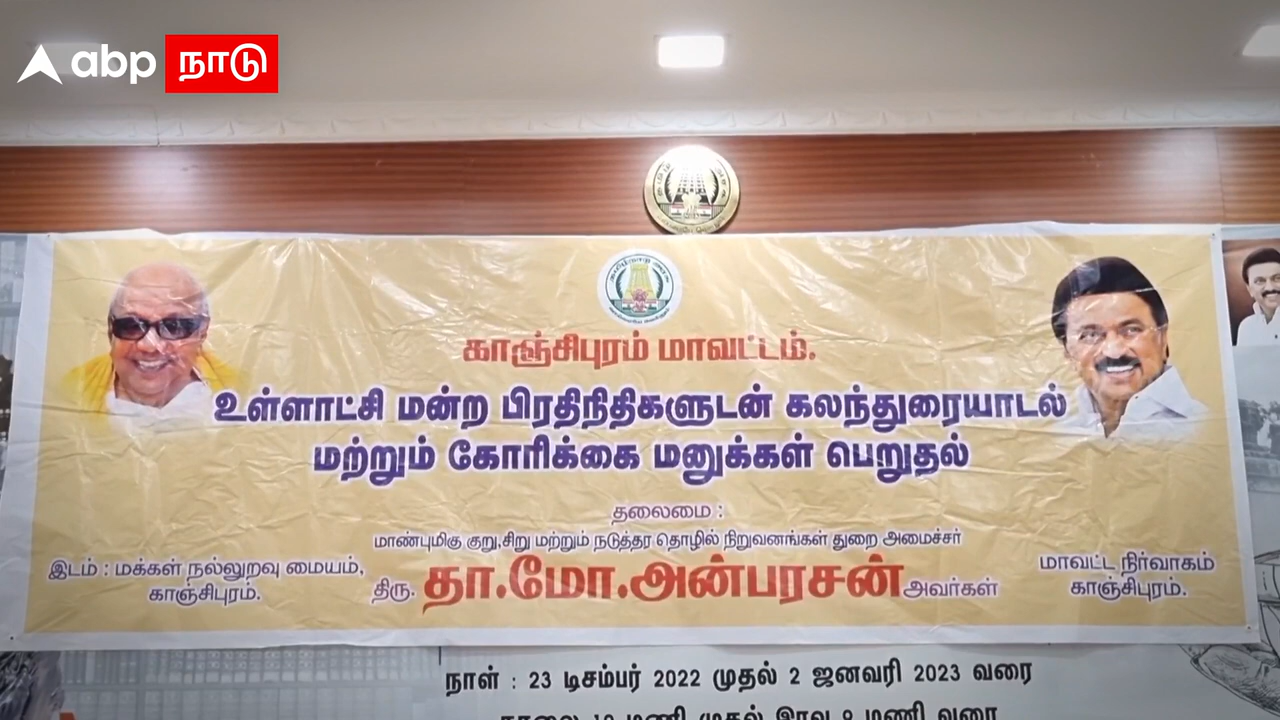 abp நாடு
காஞ்சிபுரம் மாவட்டம்.
உள்ளாட்சி மன்ற பிரதிநிதிகளுடன் கலந்துரையாடல்
மற்றும் கோரிக்கை மனுக்கள் பெறுதல்
தலைமை :
மாண்புமிகு குறு,சிறு மற்றும் நடுத்தர தொழில் நிறுவனங்கள் துறை அமைச்சர்
திரு. தா.மோ.அன்பரசன் அவர்கள்
இடம் : மக்கள் நல்லுறவு மையம்,
காஞ்சிபுரம்.
மாவட்ட நிர்வாகம்
காஞ்சிபுரம்.
நாள் : 23 டிசம்பர் 2022 முதல் 2 ஜனவரி 2023 வரை